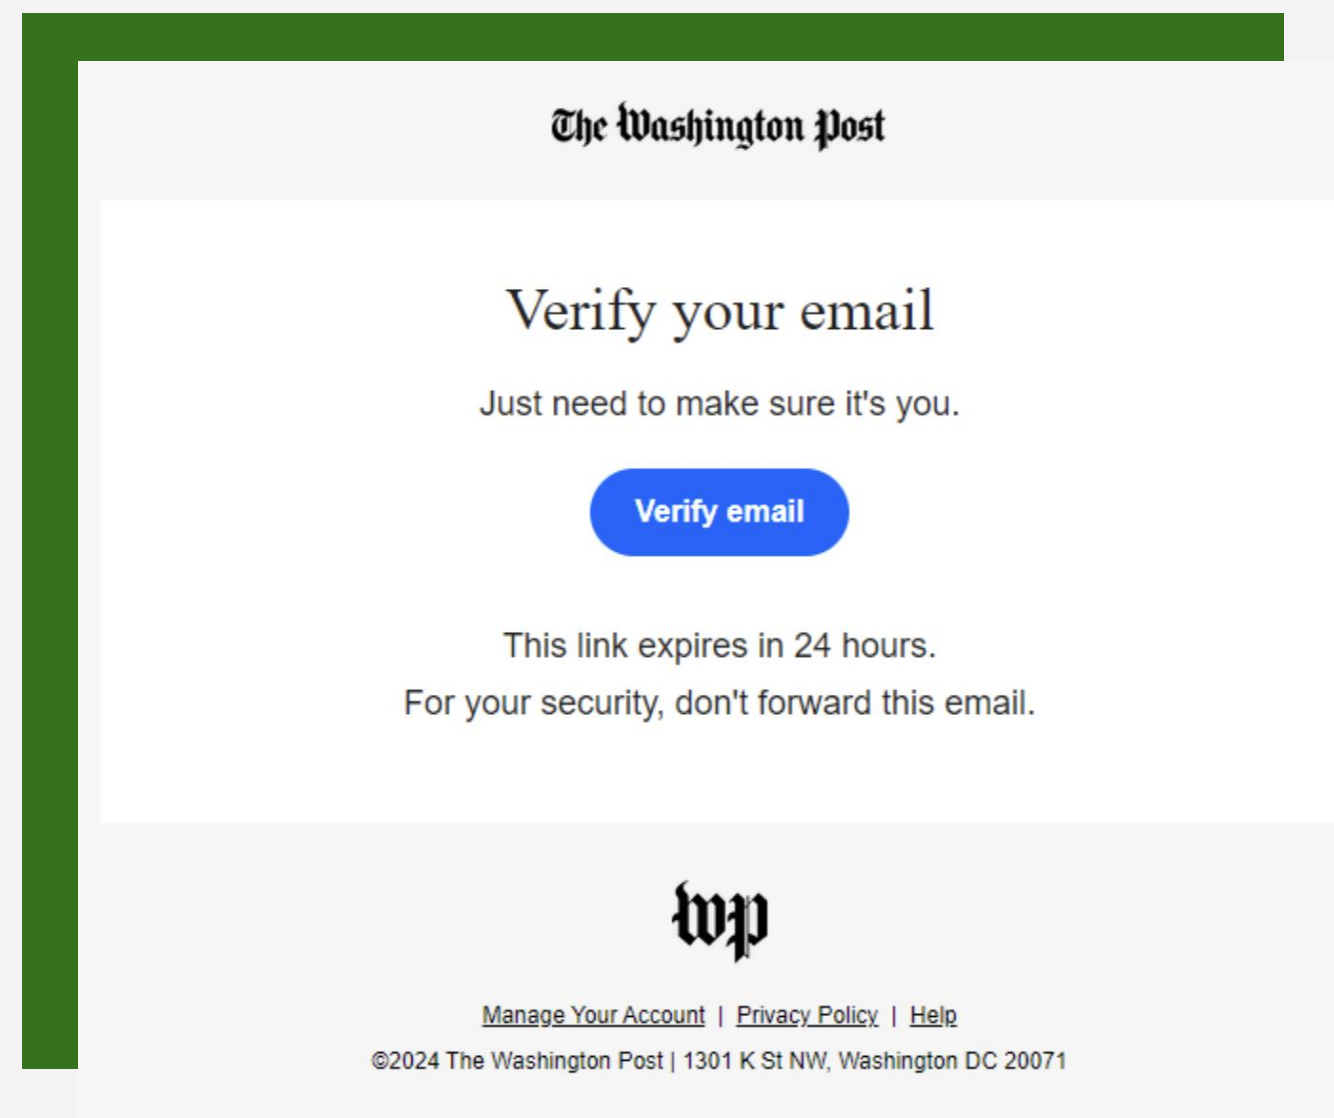 The Washington Post
Verify your email
Just need to make sure it's you.
Verify email
This link expires in 24 hours.
For your security, don't forward this email.
wp
Manage Your Account | Privacy Policy | Help
©2024 The Washington Post | 1301 K St NW, Washington DC 20071